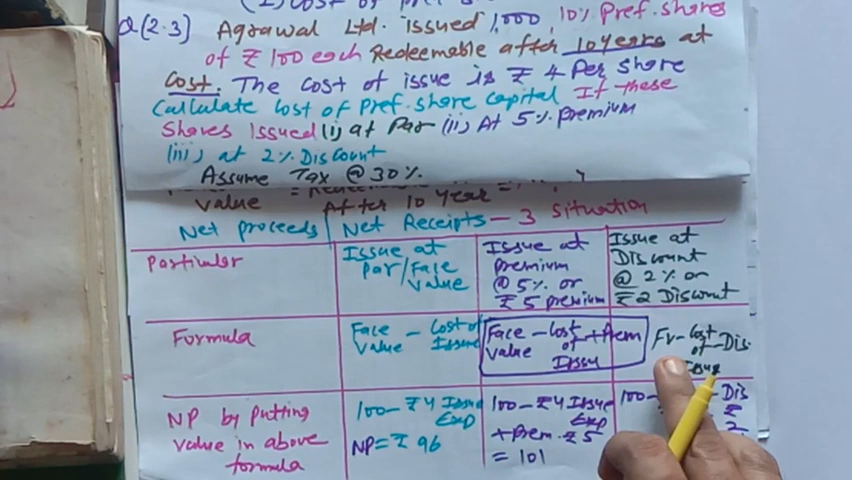 (I) Cost of
Q(2.3) Agrawal Ltd. issued 1,000, 10% Pref. shares
of ₹ 100 each Redeemable after 10 years at
Cost. The cost of issue is ₹ 4 Per share
Calculate Cost of Pref. share capital If these
Shares Issued (i) at Par (ii) At 5% premium
(iii) at 2% Discount
Assume Tax @ 30%.
value After 10 year
Net proceeds | Net Receipts - 3 situation
Particular
Issue at
par/Face
value
Issue at
premium
@ 5% or
₹ 5 premium
Issue at
Discount
@ 2% or
₹ 2 Discount
Formula
Face - Cost of
value Issue
Face - Cost + Prem
value of
Issu
Fv - Cost
of - Dis.
Issue
NP by putting
value in above
formula
100 - ₹4 Issue
Exp
NP = ₹ 96
100 - ₹4 Issue
Exp
+ Prem. ₹ 5
= 101
100 - Dis
₹
2